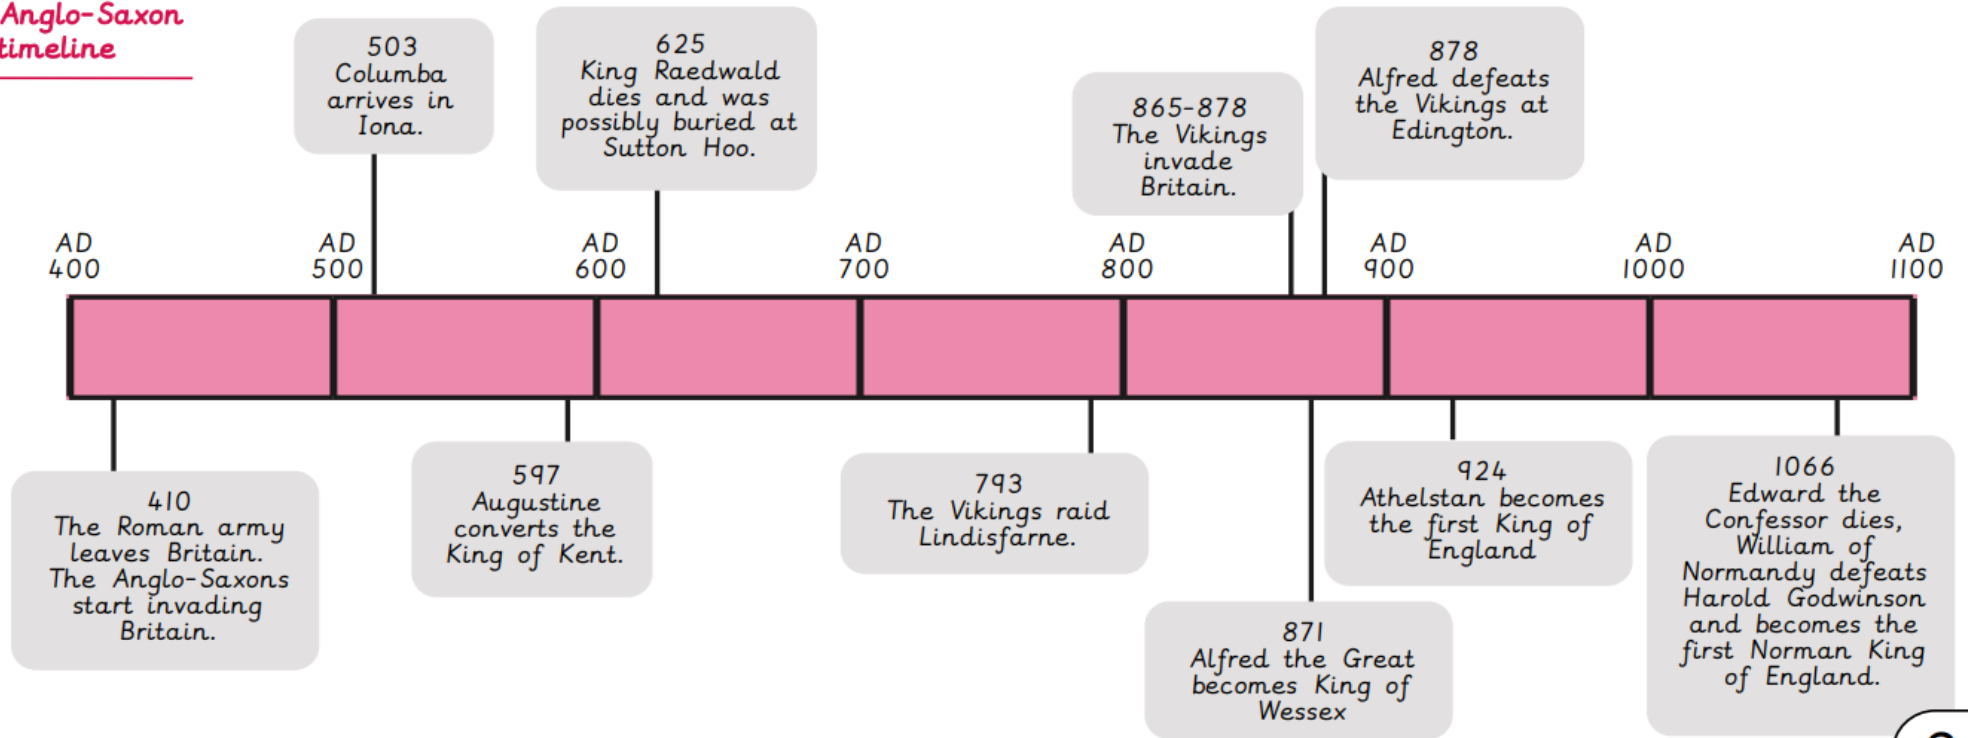 Anglo-Saxon
timeline
503
Columba
arrives in
Iona.
625
King Raedwald
dies and was
possibly buried at
Sutton Hoo.
865-878
The Vikings
invade
Britain.
878
Alfred defeats
the Vikings at
Edington.
AD
400
AD
500
AD
600
AD
700
AD
800
AD
900
AD
1000
AD
1100
410
The Roman army
leaves Britain.
The Anglo-Saxons
start invading
Britain.
597
Augustine
converts the
King of Kent.
793
The Vikings raid
Lindisfarne.
871
Alfred the Great
becomes King of
Wessex
924
Athelstan becomes
the first King of
England
1066
Edward the
Confessor dies,
William of
Normandy defeats
Harold Godwinson
and becomes the
first Norman King
of England.